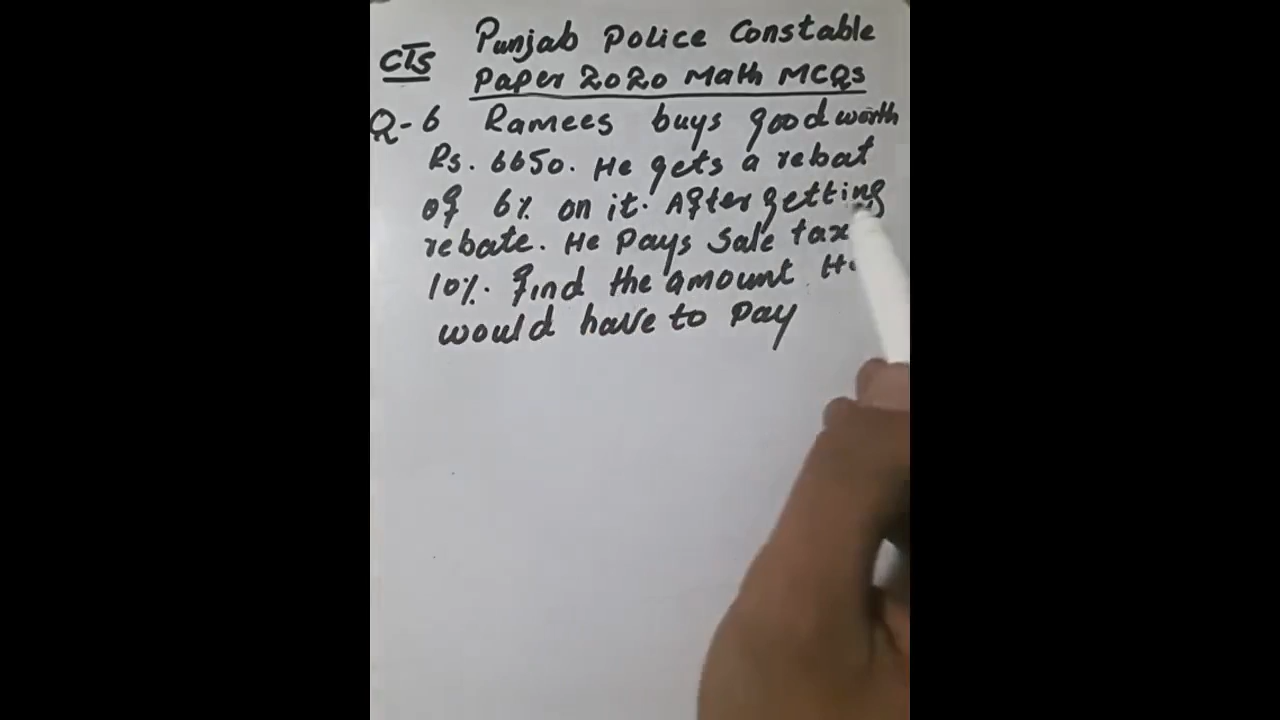 CTS
Punjab Police Constable
Paper 2020 Math MCQs
Q-6 Ramees buys good worth
Rs. 6650. He gets a rebat
of 6% on it. After getting
rebate. He Pays Sale tax
10%. find the amount
would have to pay